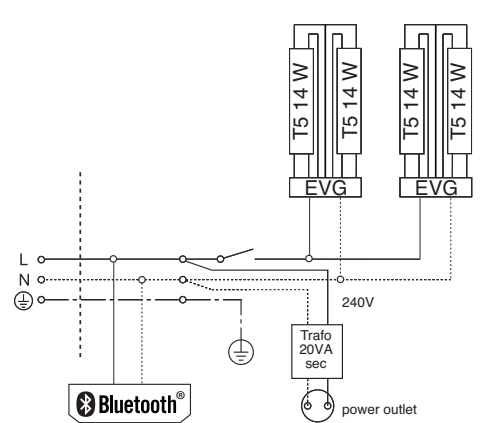 T5 14 W
T5 14 W
T5 14 W
T5 14 W
EVG
EVG
L
N
240V
Trafo
20VA
sec
Bluetooth®
power outlet